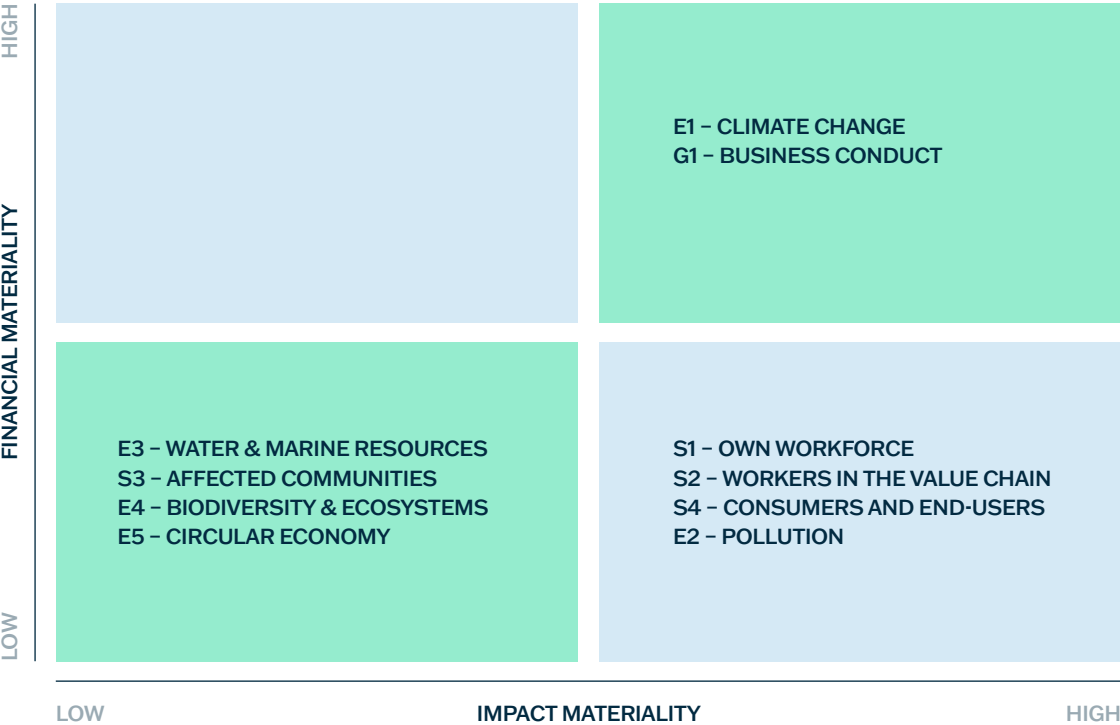 HIGH
FINANCIAL MATERIALITY
LOW
E1 – CLIMATE CHANGE
G1 – BUSINESS CONDUCT
E3 – WATER & MARINE RESOURCES
S3 – AFFECTED COMMUNITIES
E4 – BIODIVERSITY & ECOSYSTEMS
E5 – CIRCULAR ECONOMY
S1 – OWN WORKFORCE
S2 – WORKERS IN THE VALUE CHAIN
S4 – CONSUMERS AND END-USERS
E2 – POLLUTION
LOW
IMPACT MATERIALITY
HIGH